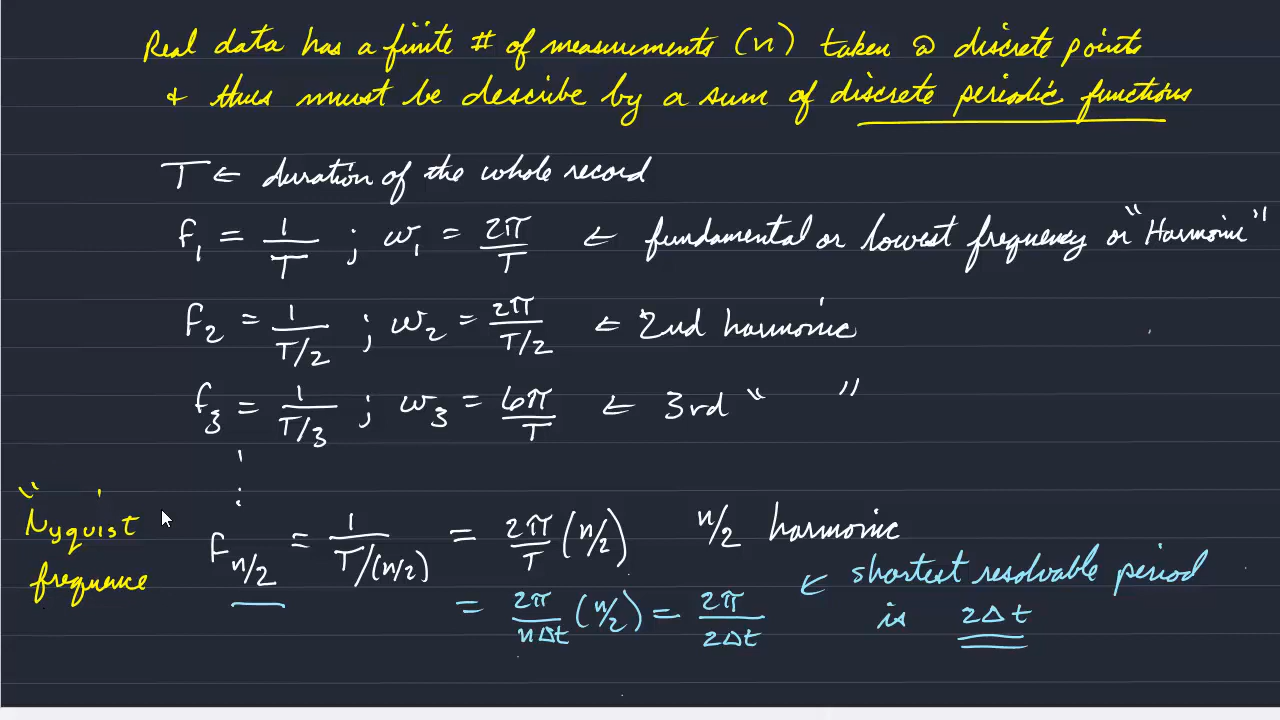 Real data has a finite # of measurements (n) taken @ discrete points
+ thus must be describe by a sum of discrete periodic functions
T ← duration of the whole record
f₁ = 1/T ; ω₁ = 2π/T ← fundamental or lowest frequency or "Harmonic"
f₂ = 1/(T/2) ; ω₂ = 2π/(T/2) ← 2nd harmonic
f₃ = 1/(T/3) ; ω₃ = 6π/T ← 3rd " "
⋮
"Nyquist
frequence
f_{n/2} = 1/(T/(n/2)) = 2π/T (n/2) n/2 harmonic
= 2π/(nΔt) (n/2) = 2π/(2Δt) ← shortest resolvable period
is 2Δt